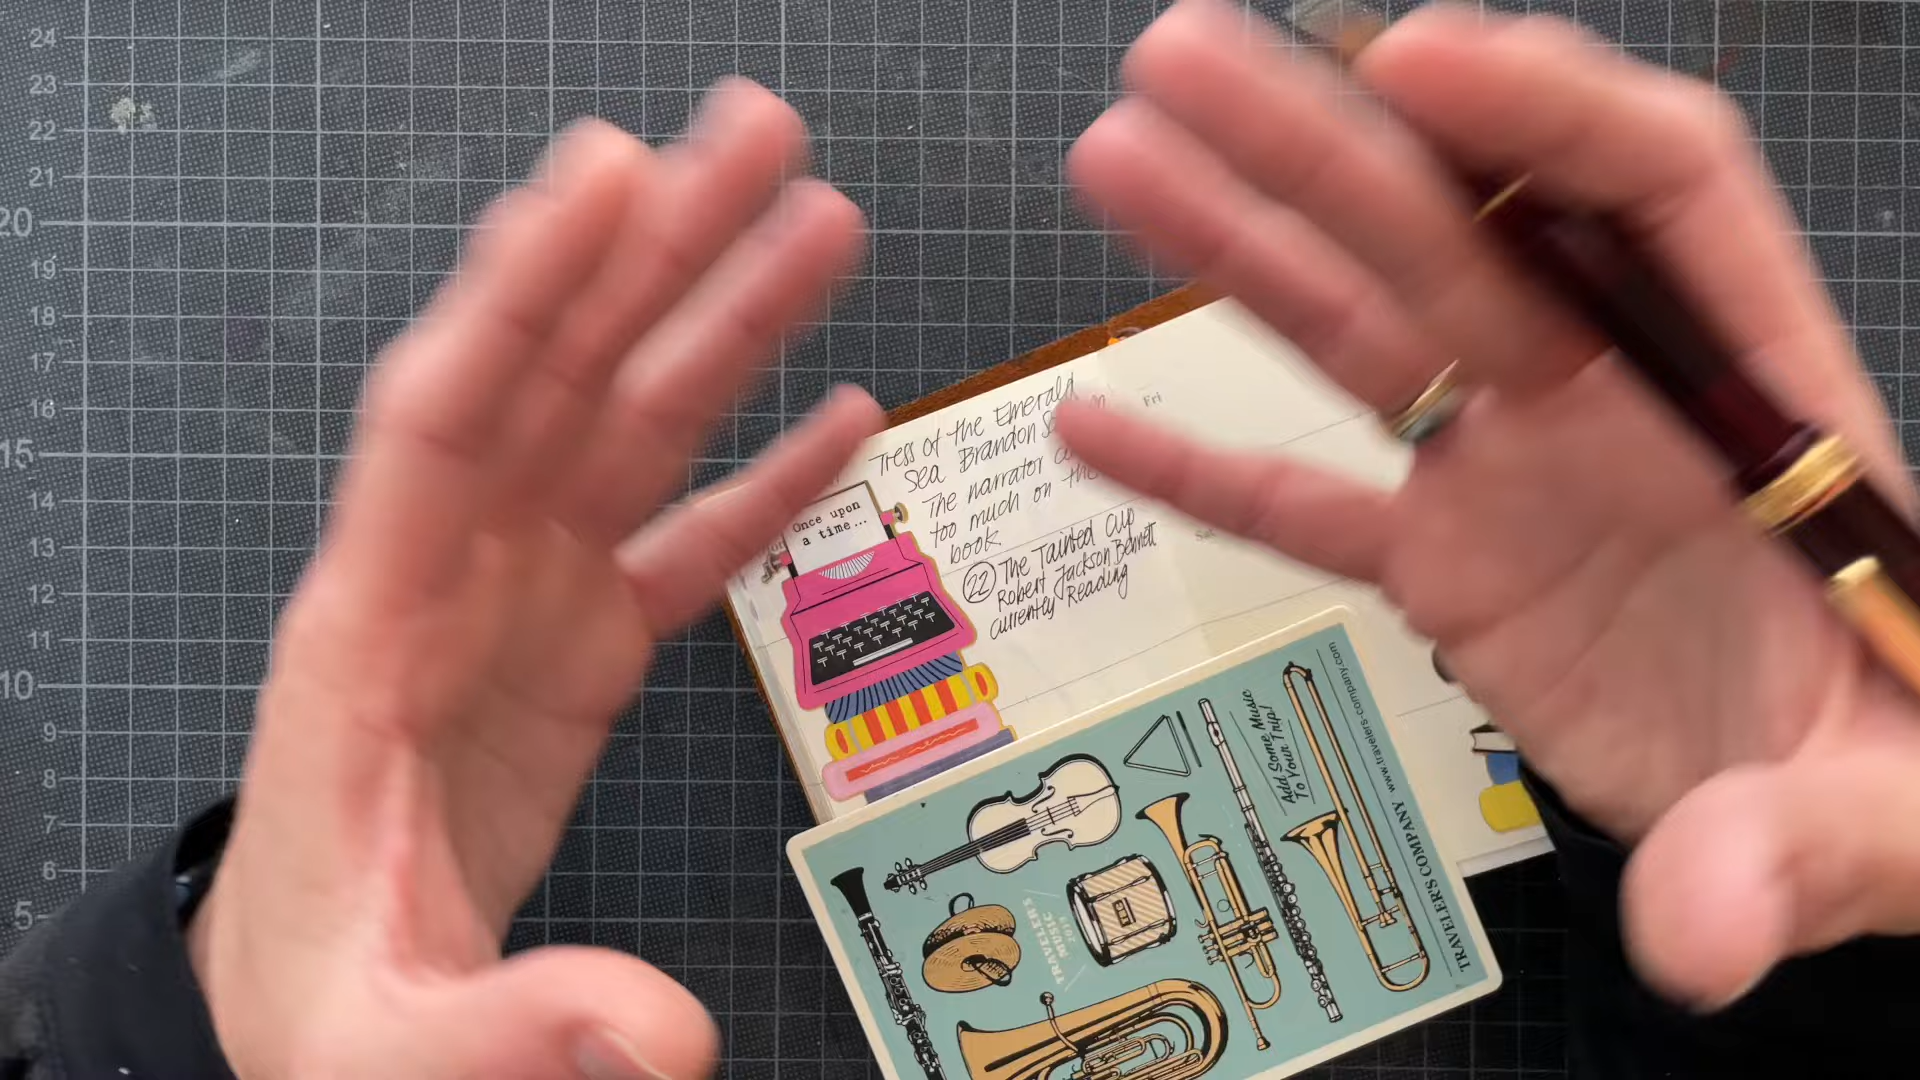 24
23
22
21
20
19
18
17
16
15
14
13
12
11
10
9
8
7
6
5
Tress of the Emerald
Sea Brandon
The narrator
too much on the
book
22 The Tainted Cup
Robert Jackson Bennett
Currently Reading
Once upon
a time...
Fri
Sat
Add Some Music
To Your Trip!
TRAVELER'S
MUSIC
2019
TRAVELER'S COMPANY www.travelers-company.com